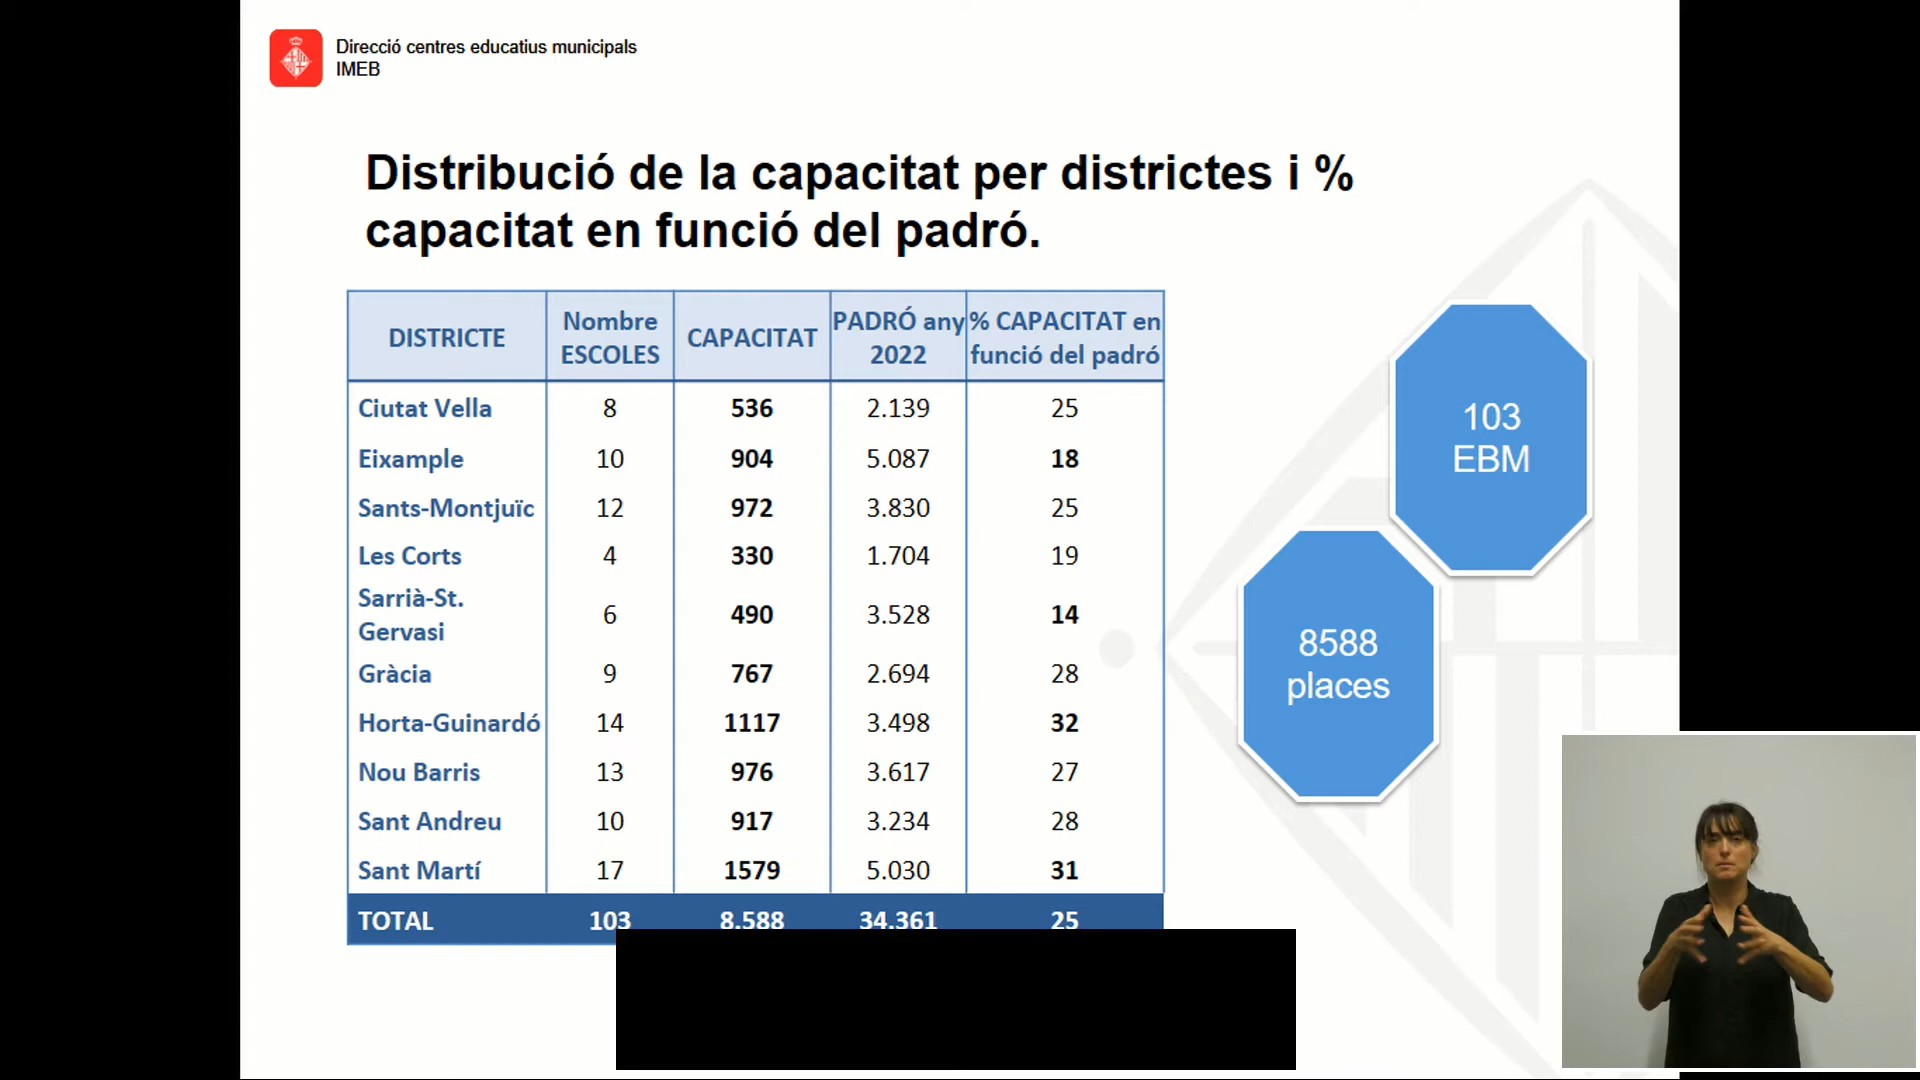 Direcció centres educatius municipals
IMEB
Distribució de la capacitat per districtes i %
capacitat en funció del padró.
DISTRICTE Nombre ESCOLES CAPACITAT PADRÓ any 2022 % CAPACITAT en funció del padró
Ciutat Vella 8 536 2.139 25
Eixample 10 904 5.087 18
Sants-Montjuïc 12 972 3.830 25
Les Corts 4 330 1.704 19
Sarrià-St. Gervasi 6 490 3.528 14
Gràcia 9 767 2.694 28
Horta-Guinardó 14 1117 3.498 32
Nou Barris 13 976 3.617 27
Sant Andreu 10 917 3.234 28
Sant Martí 17 1579 5.030 31
TOTAL 103 8.588 34.361 25
103
EBM
8588
places